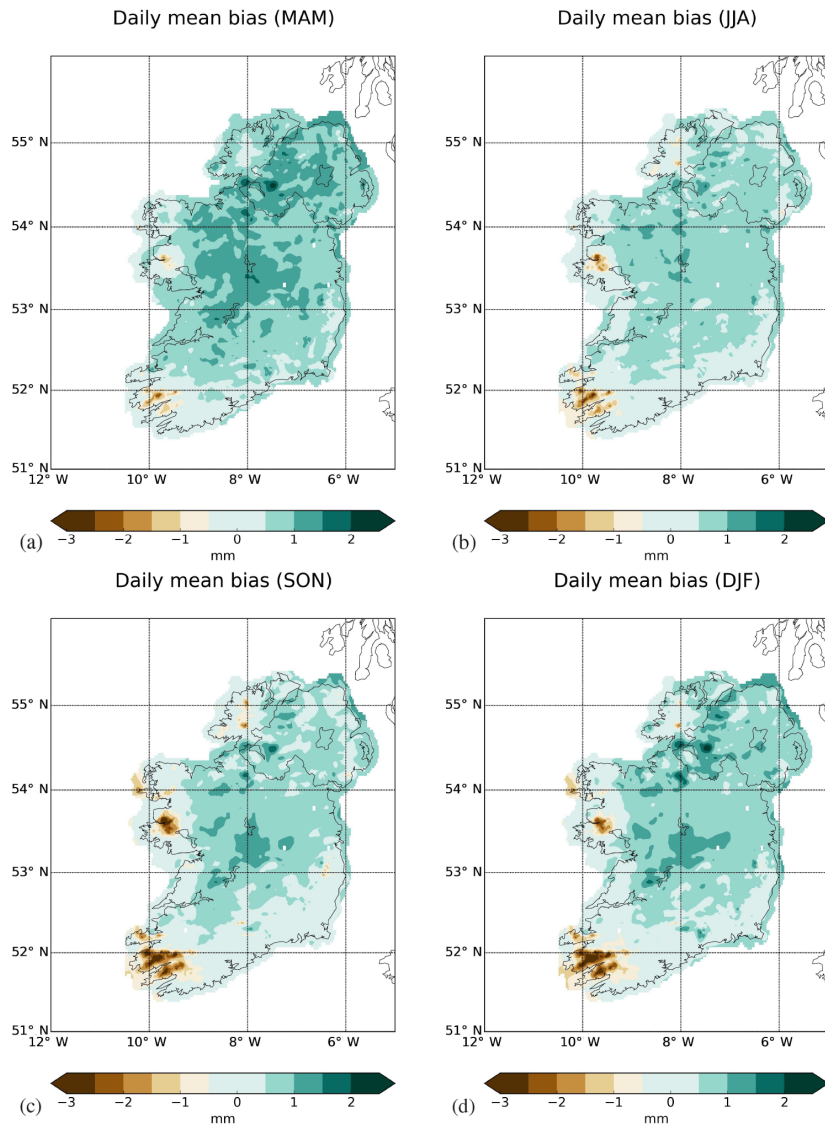 Daily mean bias (MAM)
Daily mean bias (JJA)
55° N
54° N
53° N
52° N
51° N
12° W 10° W 8° W 6° W
55° N
54° N
53° N
52° N
51° N
12° W 10° W 8° W 6° W
(a) −3 −2 −1 0 1 2
mm
(b) −3 −2 −1 0 1 2
mm
Daily mean bias (SON)
Daily mean bias (DJF)
55° N
54° N
53° N
52° N
51° N
12° W 10° W 8° W 6° W
55° N
54° N
53° N
52° N
51° N
12° W 10° W 8° W 6° W
(c) −3 −2 −1 0 1 2
mm
(d) −3 −2 −1 0 1 2
mm